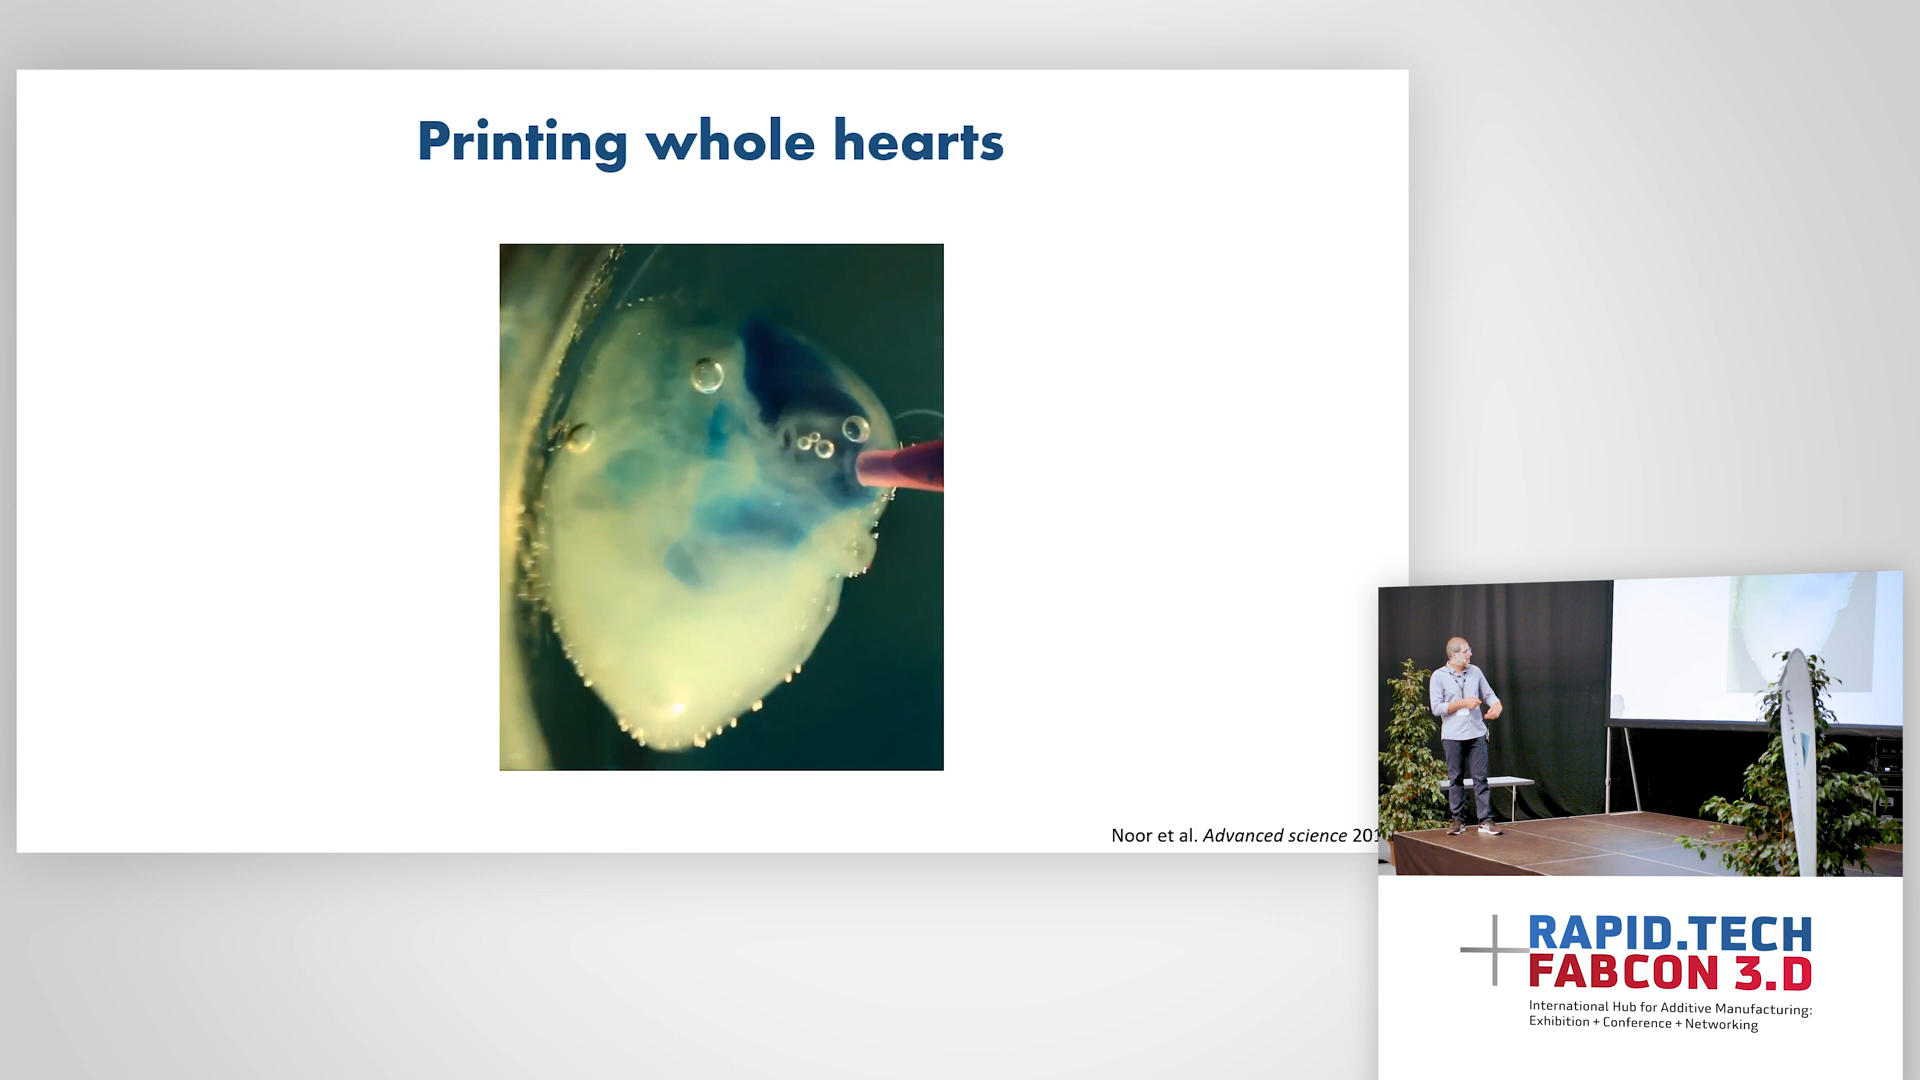 Printing whole hearts
Noor et al. Advanced science 201
RAPID.TECH
FABCON 3.D
International Hub for Additive Manufacturing:
Exhibition + Conference + Networking